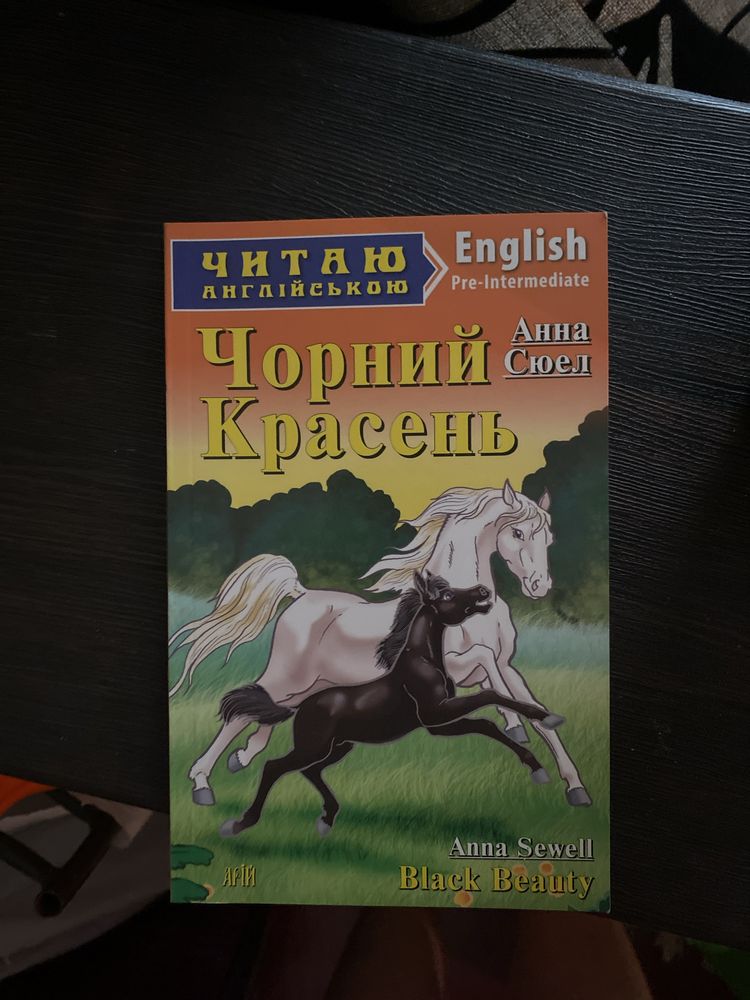 ЧИТАЮ
АНГЛІЙСЬКОЮ
English
Pre-Intermediate
Анна
Сюел
Чорний
Красень
Anna Sewell
Black Beauty
АРІЙ